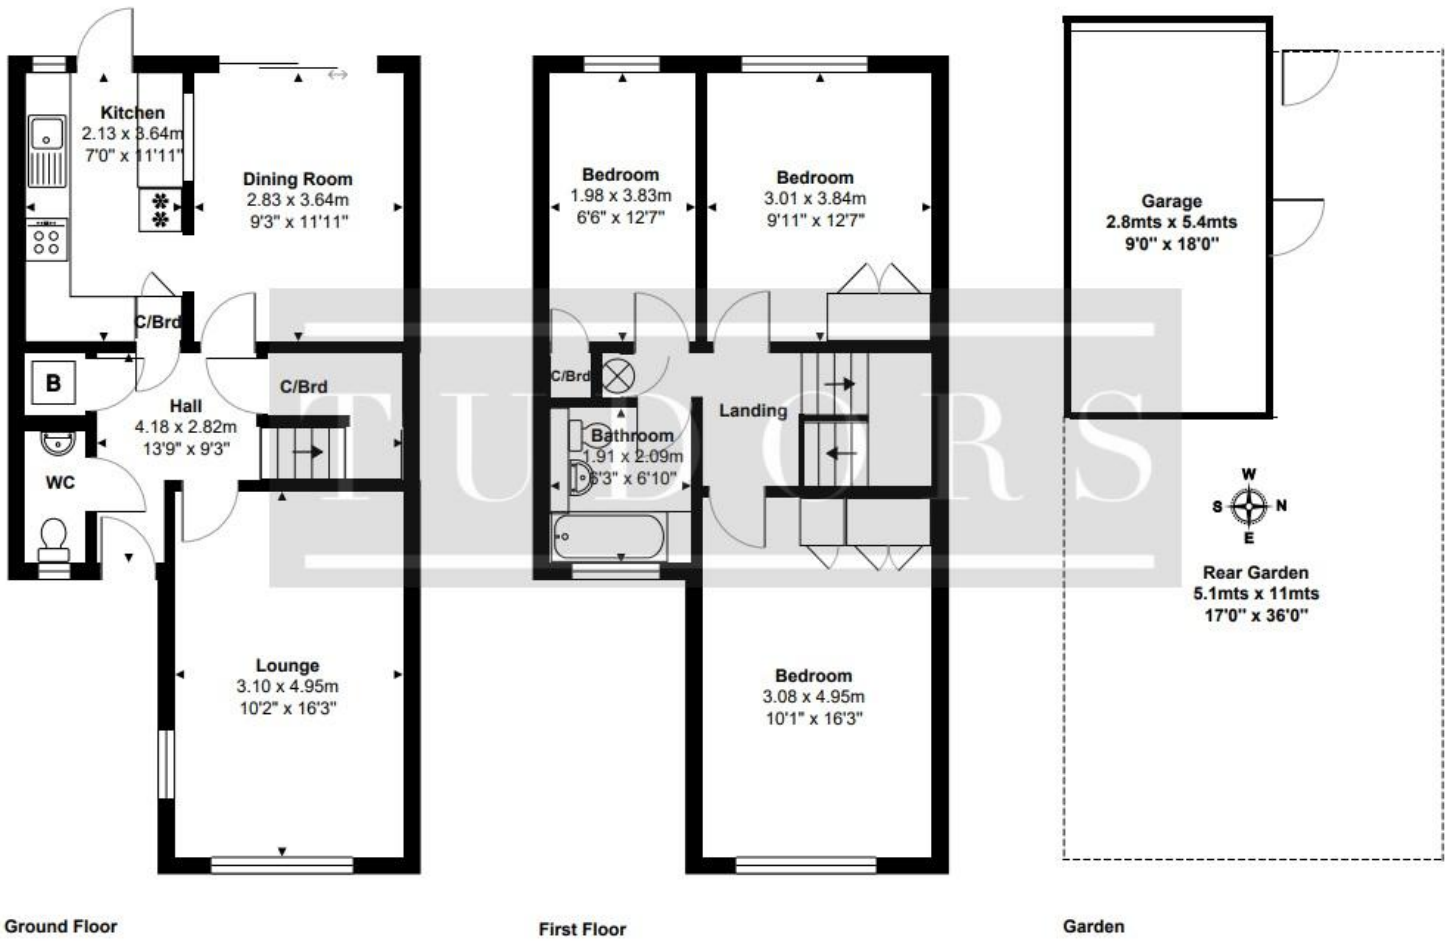 Kitchen
2.13 x 3.64m
7'0" x 11'11"
Dining Room
2.83 x 3.64m
9'3" x 11'11"
C/Brd
B
C/Brd
Hall
4.18 x 2.82m
13'9" x 9'3"
WC
Lounge
3.10 x 4.95m
10'2" x 16'3"
Ground Floor
Bedroom
1.98 x 3.83m
6'6" x 12'7"
Bedroom
3.01 x 3.84m
9'11" x 12'7"
C/Brd
Landing
Bathroom
1.91 x 2.09m
6'3" x 6'10"
Bedroom
3.08 x 4.95m
10'1" x 16'3"
First Floor
TUDORS
Garage
2.8mts x 5.4mts
9'0" x 18'0"
W
S N
E
Rear Garden
5.1mts x 11mts
17'0" x 36'0"
Garden